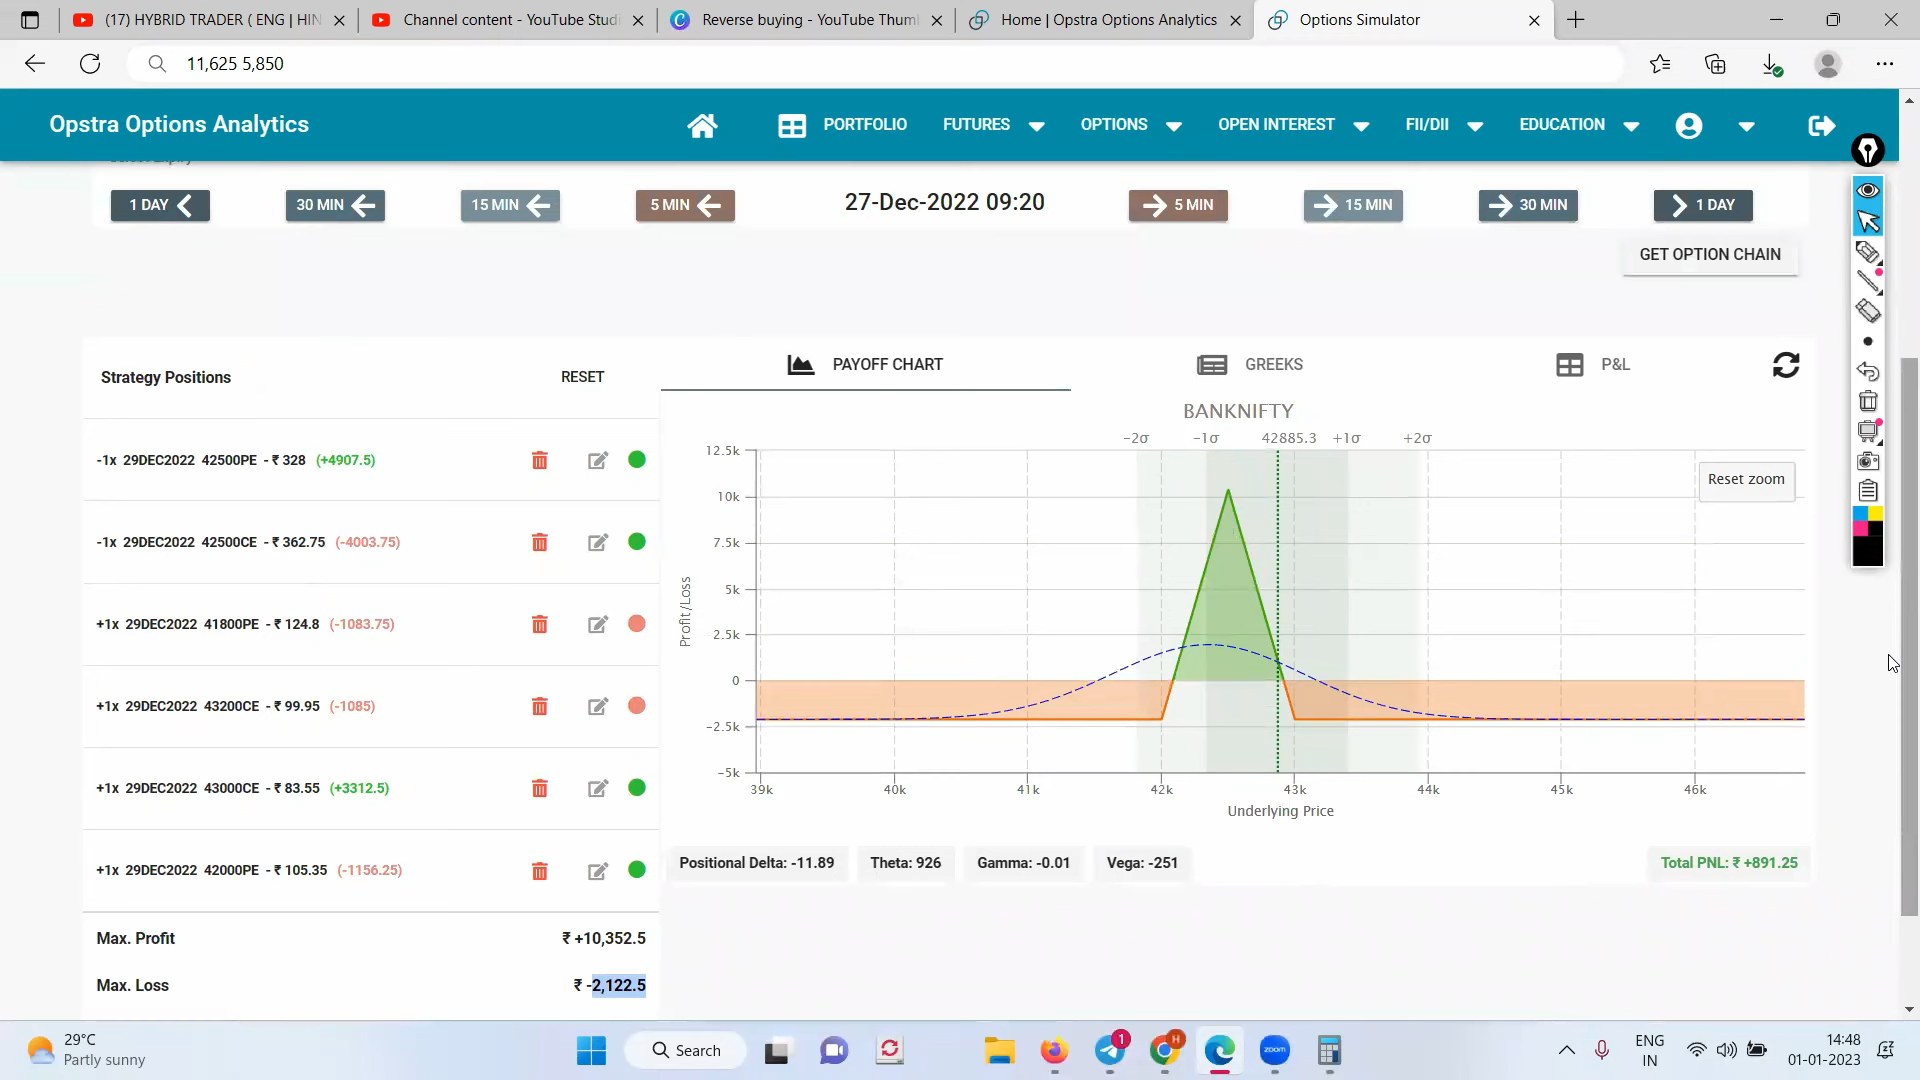 (17) HYBRID TRADER ( ENG | HIN
Channel content - YouTube Studi
Reverse buying - YouTube Thum
Home | Opstra Options Analytics
Options Simulator
11,625 5,850
Opstra Options Analytics
PORTFOLIO
FUTURES
OPTIONS
OPEN INTEREST
FII/DII
EDUCATION
Select Expiry
1 DAY
30 MIN
15 MIN
5 MIN
27-Dec-2022 09:20
5 MIN
15 MIN
30 MIN
1 DAY
GET OPTION CHAIN
Strategy Positions
RESET
-1x 29DEC2022 42500PE - ₹ 328 (+4907.5)
-1x 29DEC2022 42500CE - ₹ 362.75 (-4003.75)
+1x 29DEC2022 41800PE - ₹ 124.8 (-1083.75)
+1x 29DEC2022 43200CE - ₹ 99.95 (-1085)
+1x 29DEC2022 43000CE - ₹ 83.55 (+3312.5)
+1x 29DEC2022 42000PE - ₹ 105.35 (-1156.25)
Max. Profit ₹ +10,352.5
Max. Loss ₹ -2,122.5
PAYOFF CHART
GREEKS
P&L
BANKNIFTY
-2σ -1σ 42885.3 +1σ +2σ
Reset zoom
12.5k
10k
7.5k
5k
2.5k
0
-2.5k
-5k
Profit/Loss
39k 40k 41k 42k 43k 44k 45k 46k
Underlying Price
Positional Delta: -11.89
Theta: 926
Gamma: -0.01
Vega: -251
Total PNL: ₹ +891.25
29°C
Partly sunny
Search
1
H
zoom
ENG
IN
14:48
01-01-2023